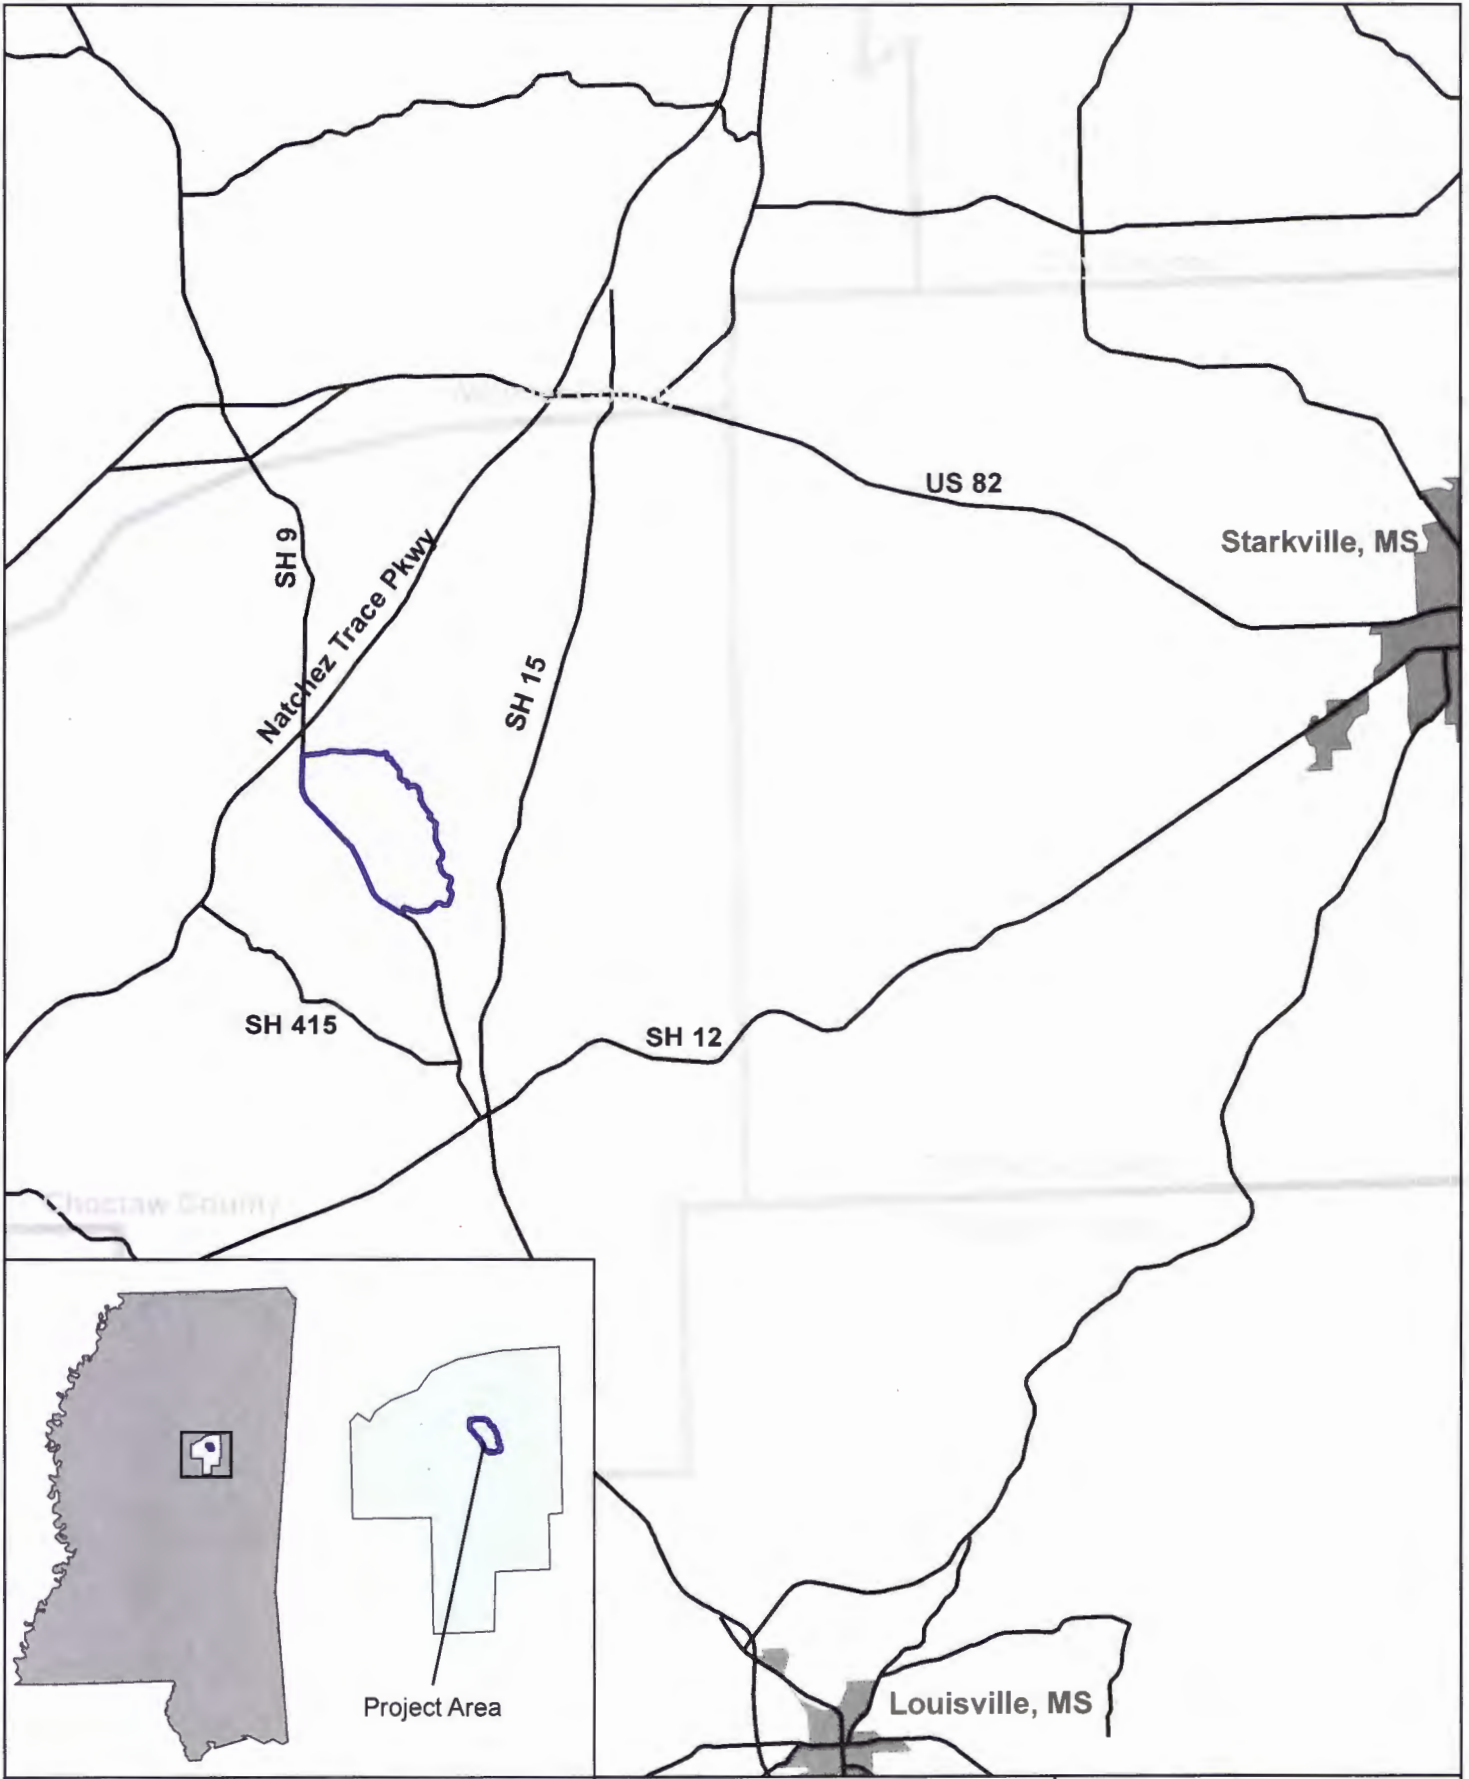 US 82
Starkville, MS
SH 9
Natchez Trace Pkwy
SH 15
SH 415
SH 12
Choctaw County
Project Area
Louisville, MS